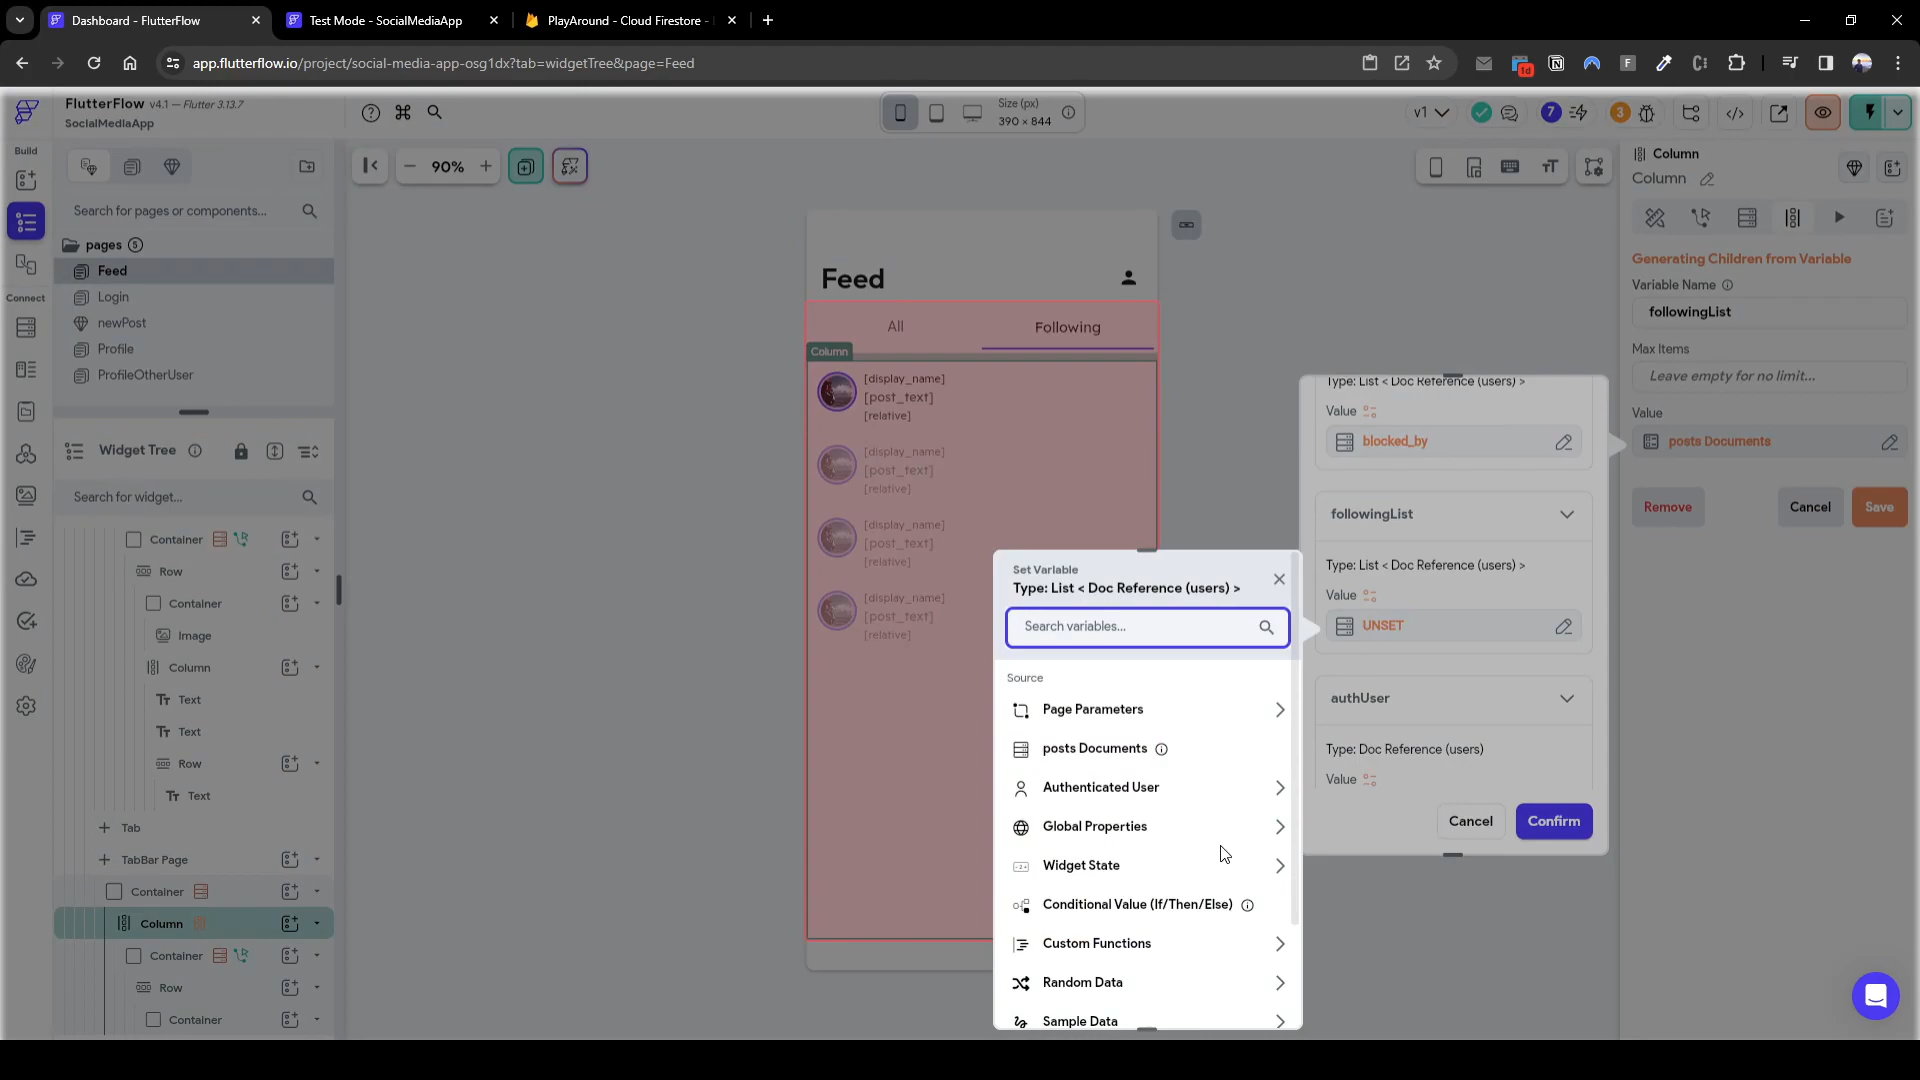 Dashboard - FlutterFlow
Test Mode - SocialMediaApp
PlayAround - Cloud Firestore -
app.flutterflow.io/project/social-media-app-osg1dx?tab=widgetTree&page=Feed
1d
FlutterFlow v4.1 — Flutter 3.13.7
SocialMediaApp
Size (px)
390 × 844
v1
7
3
Build
Connect
90%
Search for pages or components...
pages 5
Feed
Login
newPost
Profile
ProfileOtherUser
Widget Tree
Search for widget...
Container
Row
Container
Image
Column
Text
Text
Row
Text
Tab
TabBar Page
Container
Column
Container
Row
Container
Feed
All
Following
Column
[display_name]
[post_text]
[relative]
[display_name]
[post_text]
[relative]
[display_name]
[post_text]
[relative]
[display_name]
[post_text]
[relative]
Set Variable
Type: List < Doc Reference (users) >
Search variables...
Source
Page Parameters
posts Documents
Authenticated User
Global Properties
Widget State
Conditional Value (If/Then/Else)
Custom Functions
Random Data
Sample Data
Type: List < Doc Reference (users) >
Value
blocked_by
followingList
Type: List < Doc Reference (users) >
Value
UNSET
authUser
Type: Doc Reference (users)
Value
Cancel
Confirm
Column
Column
Generating Children from Variable
Variable Name
followingList
Max Items
Leave empty for no limit...
Value
posts Documents
Remove
Cancel
Save